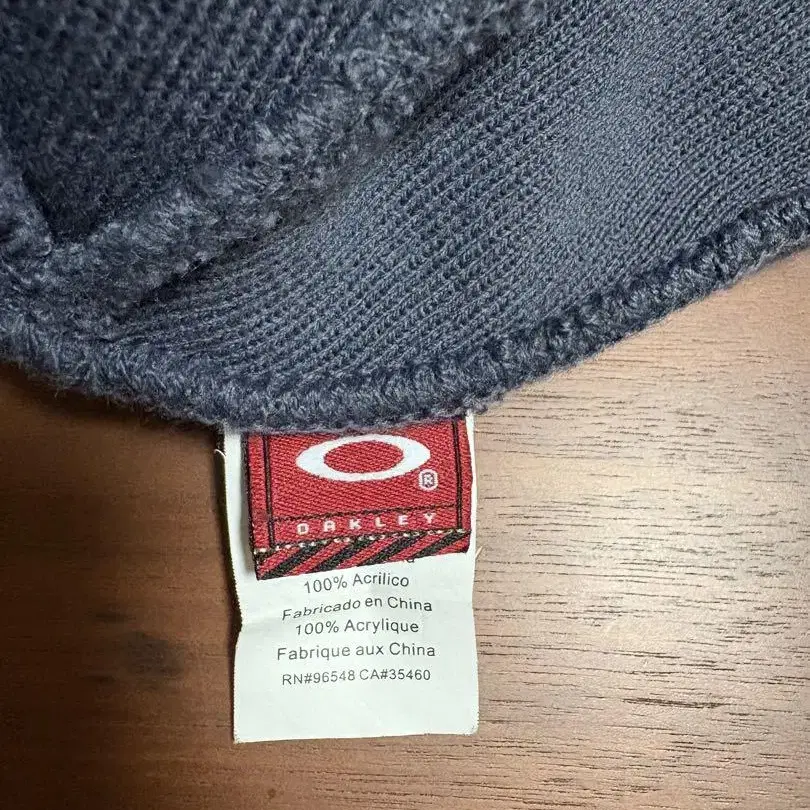 ®
OAKLEY
100% Acrilico
Fabricado en China
100% Acrylique
Fabrique aux China
RN#96548 CA#35460